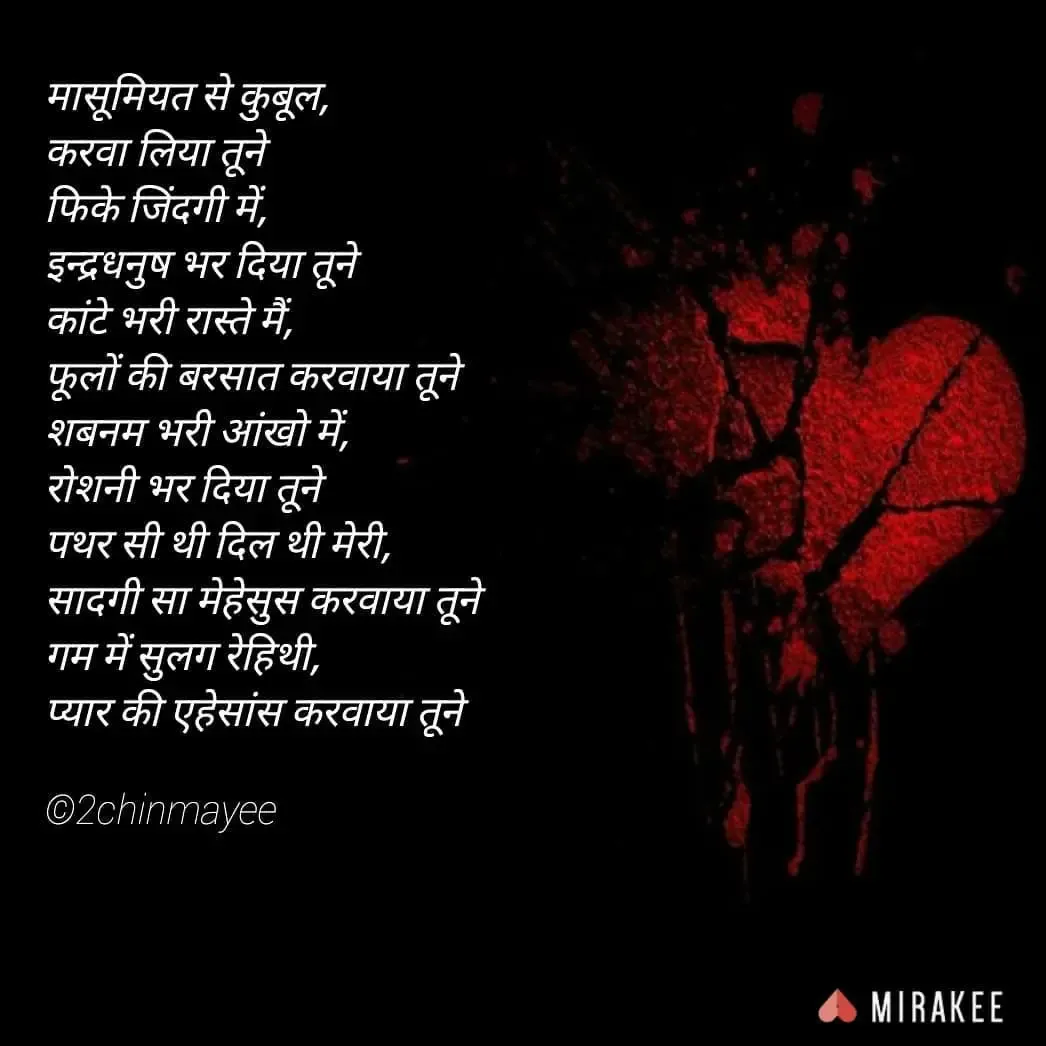 मासूमियत से कुबूल,
करवा लिया तूने
फिके जिंदगी में,
इन्द्रधनुष भर दिया तूने
कांटे भरी रास्ते मैं,
फूलों की बरसात करवाया तूने
शबनम भरी आंखो में,
रोशनी भर दिया तूने
पथर सी थी दिल थी मेरी,
सादगी सा मेहेसुस करवाया तूने
गम में सुलग रेहिथी,
प्यार की एहेसांस करवाया तूने
©2chinmayee
MIRAKEE